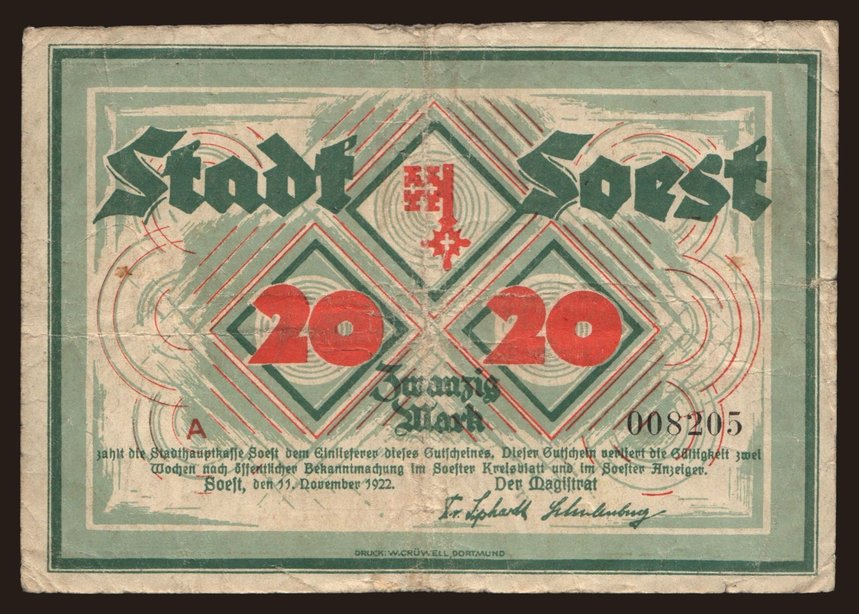 Stadt Soest
20 20
Zwanzig
Mark
A 008205
zahlt die Stadthauptkasse Soest dem Einlieferer dieses Gutscheines. Dieser Gutschein verliert die Gültigkeit zwei
Wochen nach öffentlicher Bekanntmachung im Soester Kreisblatt und im Soester Anzeiger.
Soest, den 11. November 1922. Der Magistrat
DRUCK: W. CRÜWELL, DORTMUND